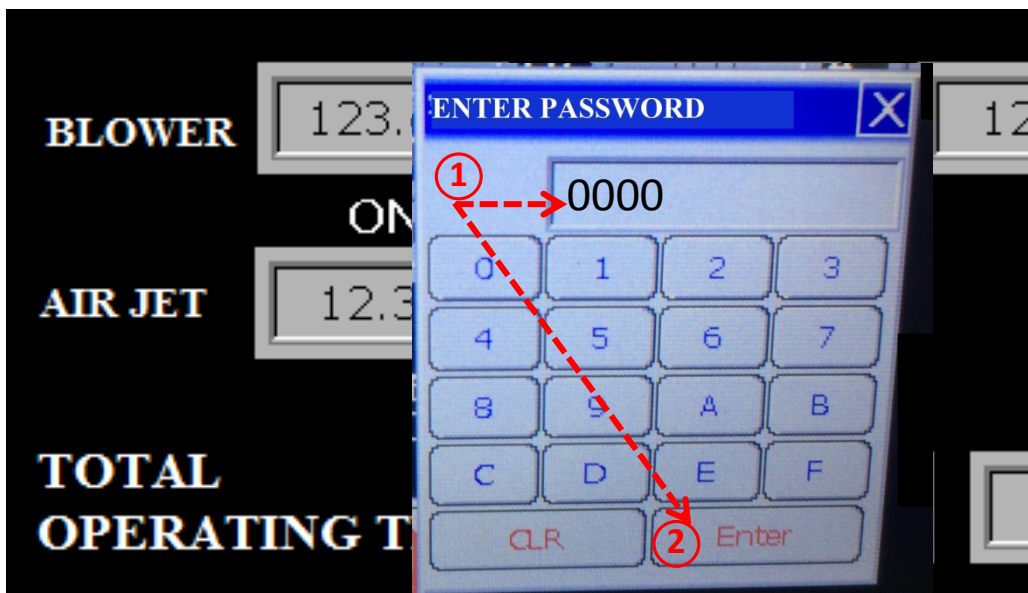 ENTER PASSWORD X
BLOWER 123. 12
1
0000
ON
0 1 2 3
AIR JET 12.3
4 5 6 7
8 9 A B
TOTAL
C D E F
OPERATING T
CLR 2 Enter